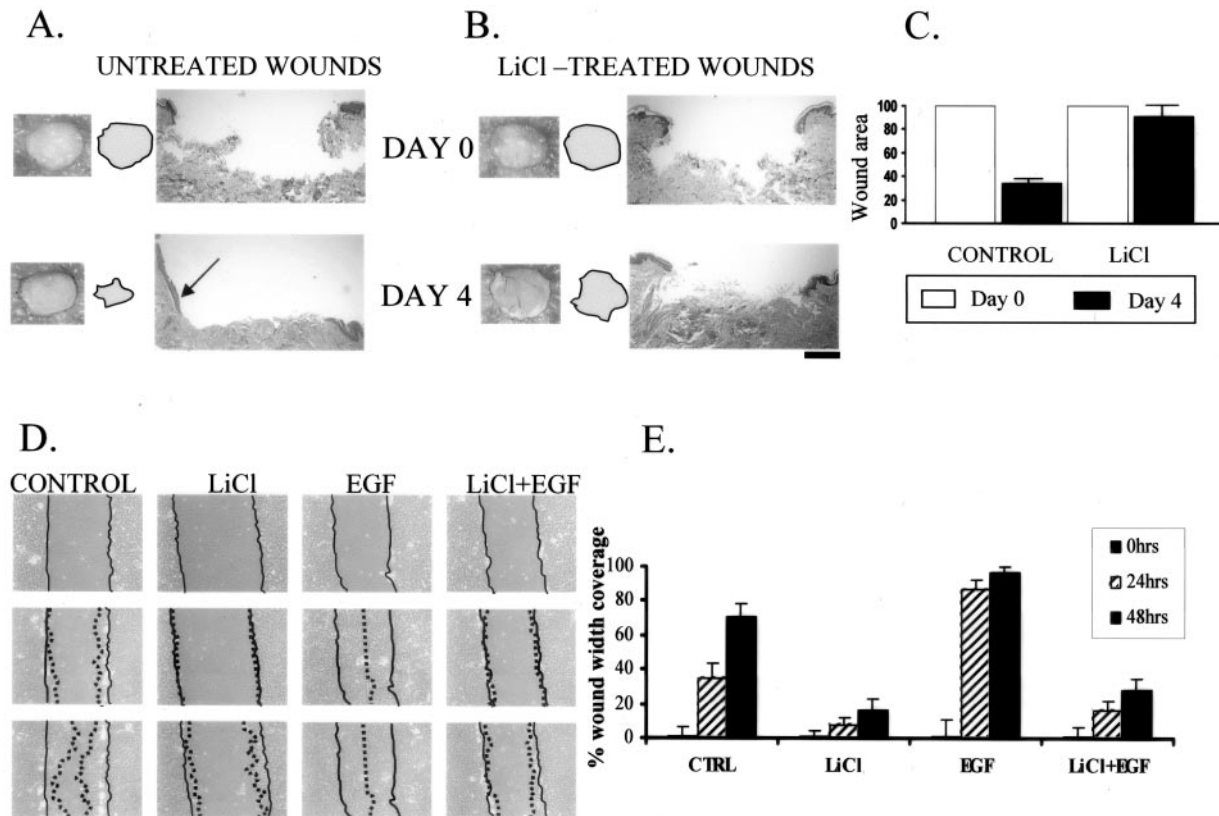 A.
UNTREATED WOUNDS
B.
LiCl –TREATED WOUNDS
DAY 0
DAY 4
C.
Wound area
100
80
60
40
20
0
CONTROL LiCl
Day 0 Day 4
D.
CONTROL LiCl EGF LiCl+EGF
E.
% wound width coverage
100
80
60
40
20
0
CTRL LiCl EGF LiCl+EGF
0hrs
24hrs
48hrs